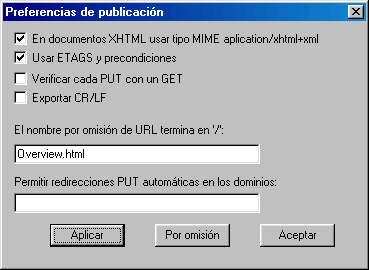 Preferencias de publicación
En documentos XHTML usar tipo MIME aplication/xhtml+xml
Usar ETAGS y precondiciones
Verificar cada PUT con un GET
Exportar CR/LF
El nombre por omisión de URL termina en '/':
Overview.html
Permitir redirecciones PUT automáticas en los dominios:
Aplicar Por omisión Aceptar